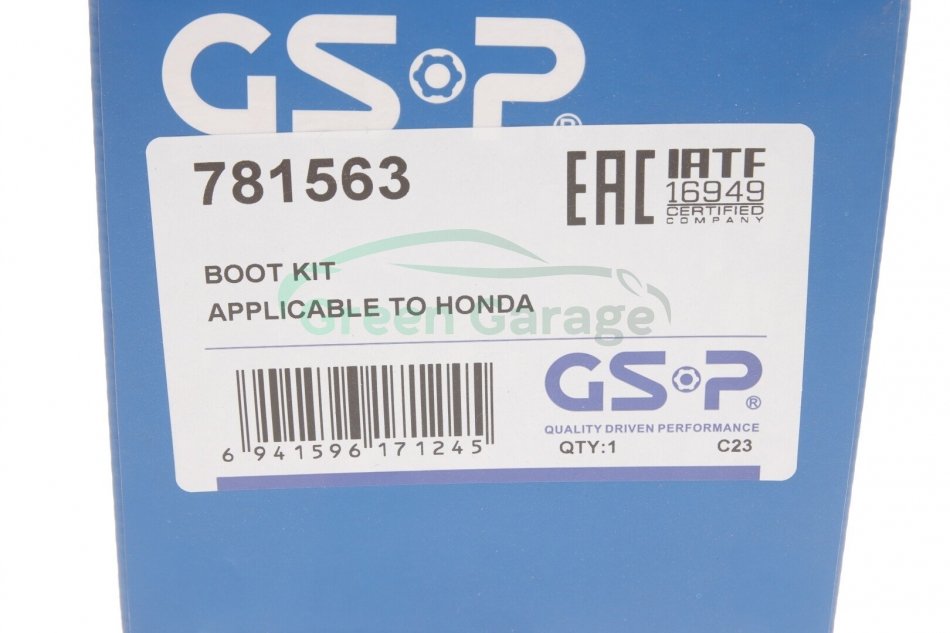 GSP®
781563
EAC
IATF
16949
CERTIFIED
COMPANY
BOOT KIT
APPLICABLE TO HONDA
Green Garage
GSP®
QUALITY DRIVEN PERFORMANCE
6 941596 171245
QTY:1
C23